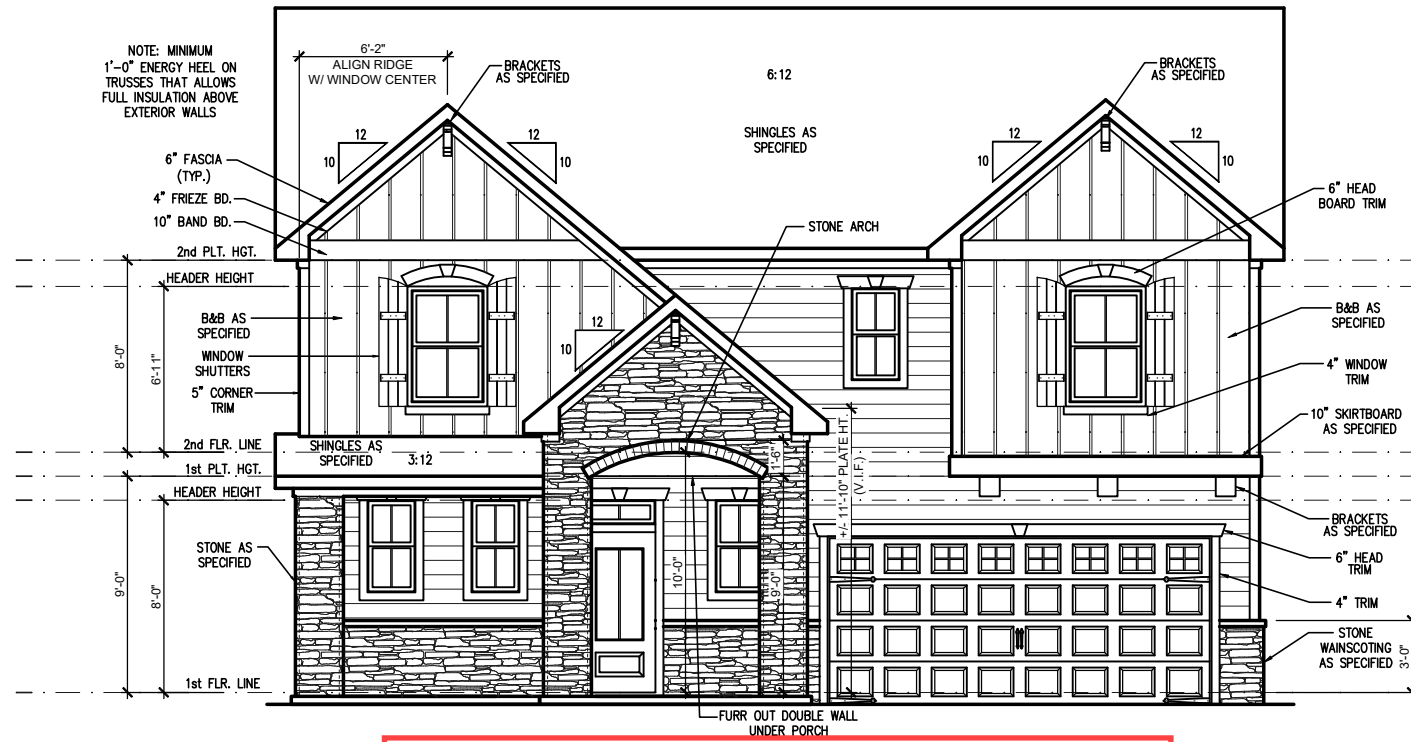 NOTE: MINIMUM
1'-0" ENERGY HEEL ON
TRUSSES THAT ALLOWS
FULL INSULATION ABOVE
EXTERIOR WALLS
6'-2"
ALIGN RIDGE
W/ WINDOW CENTER
BRACKETS
AS SPECIFIED
6:12
BRACKETS
AS SPECIFIED
12
10
12
10
SHINGLES AS
SPECIFIED
12
10
12
10
6" FASCIA
(TYP.)
4" FRIEZE BD.
10" BAND BD.
6" HEAD
BOARD TRIM
STONE ARCH
2nd PLT. HGT.
HEADER HEIGHT
B&B AS
SPECIFIED
B&B AS
SPECIFIED
12
10
8'-0"
6'-11"
WINDOW
SHUTTERS
5" CORNER
TRIM
4" WINDOW
TRIM
10" SKIRTBOARD
AS SPECIFIED
2nd FLR. LINE
SHINGLES AS
SPECIFIED
3:12
1st PLT. HGT.
HEADER HEIGHT
1'-6"
+/- 11'-10" PLATE HT.
(V.I.F.)
BRACKETS
AS SPECIFIED
STONE AS
SPECIFIED
6" HEAD
TRIM
9'-0"
8'-0"
10'-0"
9'-0"
4" TRIM
STONE
WAINSCOTING
AS SPECIFIED
3'-0"
1st FLR. LINE
FURR OUT DOUBLE WALL
UNDER PORCH